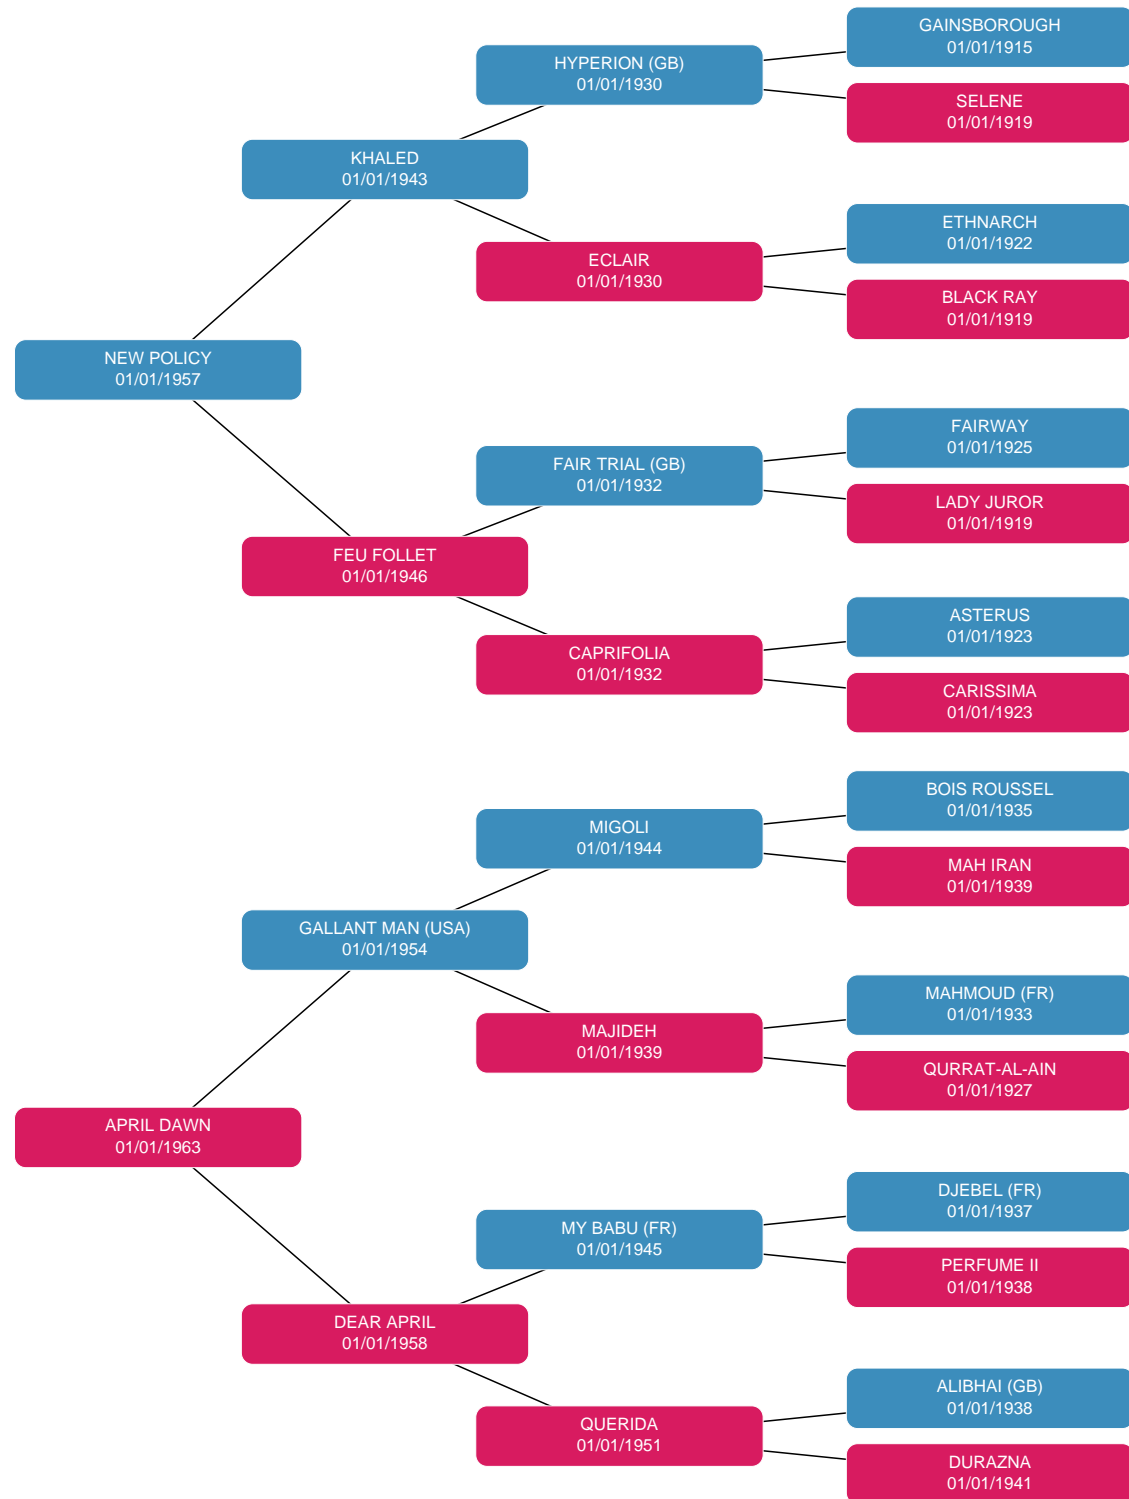 GAINSBOROUGH
01/01/1915
HYPERION (GB)
01/01/1930
SELENE
01/01/1919
KHALED
01/01/1943
ETHNARCH
01/01/1922
ECLAIR
01/01/1930
BLACK RAY
01/01/1919
NEW POLICY
01/01/1957
FAIRWAY
01/01/1925
FAIR TRIAL (GB)
01/01/1932
LADY JUROR
01/01/1919
FEU FOLLET
01/01/1946
ASTERUS
01/01/1923
CAPRIFOLIA
01/01/1932
CARISSIMA
01/01/1923
BOIS ROUSSEL
01/01/1935
MIGOLI
01/01/1944
MAH IRAN
01/01/1939
GALLANT MAN (USA)
01/01/1954
MAHMOUD (FR)
01/01/1933
MAJIDEH
01/01/1939
QURRAT-AL-AIN
01/01/1927
APRIL DAWN
01/01/1963
DJEBEL (FR)
01/01/1937
MY BABU (FR)
01/01/1945
PERFUME II
01/01/1938
DEAR APRIL
01/01/1958
ALIBHAI (GB)
01/01/1938
QUERIDA
01/01/1951
DURAZNA
01/01/1941